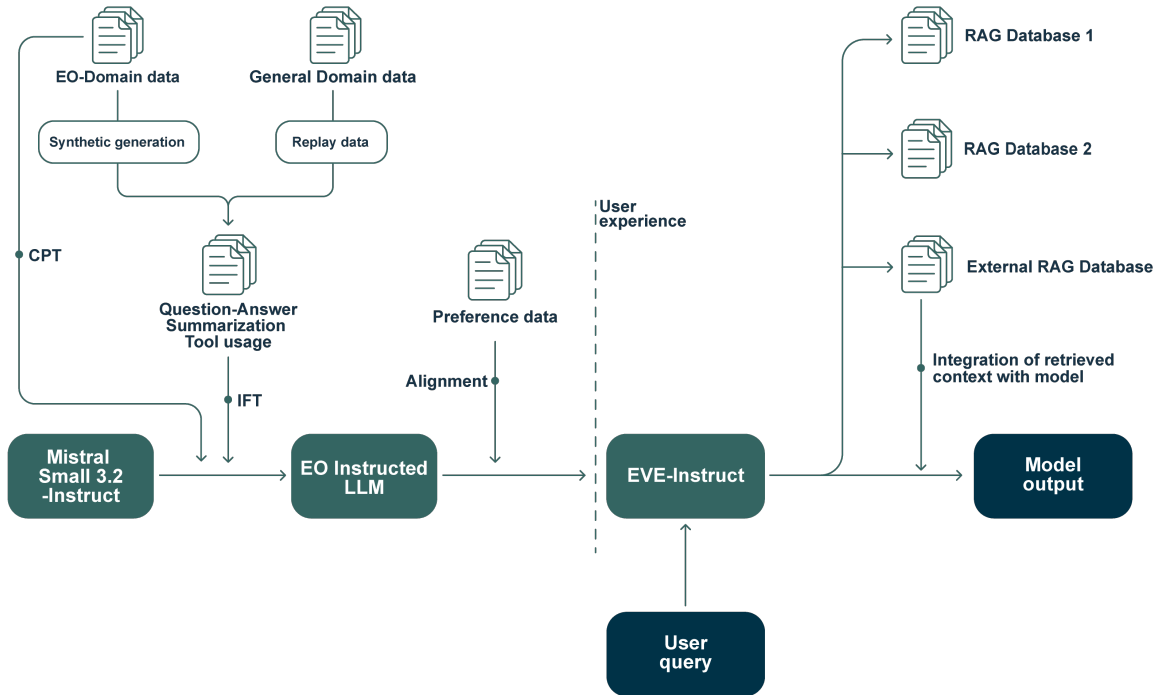 EO-Domain data
General Domain data
Synthetic generation
Replay data
CPT
Question-Answer
Summarization
Tool usage
IFT
Preference data
Alignment
Mistral
Small 3.2
-Instruct
EO Instructed
LLM
User
experience
EVE-Instruct
User
query
RAG Database 1
RAG Database 2
External RAG Database
Integration of retrieved
context with model
Model
output